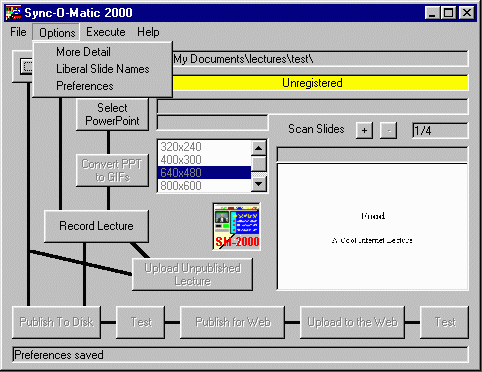 Sync-O-Matic 2000
File Options Execute Help
More Detail
Liberal Slide Names
Preferences
My Documents\lectures\test\
Unregistered
Select
PowerPoint
Scan Slides + - 1/4
Convert PPT
to GIFs
320x240
400x300
640x480
800x600
Record Lecture
SM-2000
A Cool Internet Lecture
Upload Unpublished
Lecture
Publish To Disk Test Publish for Web Upload to the Web Test
Preferences saved